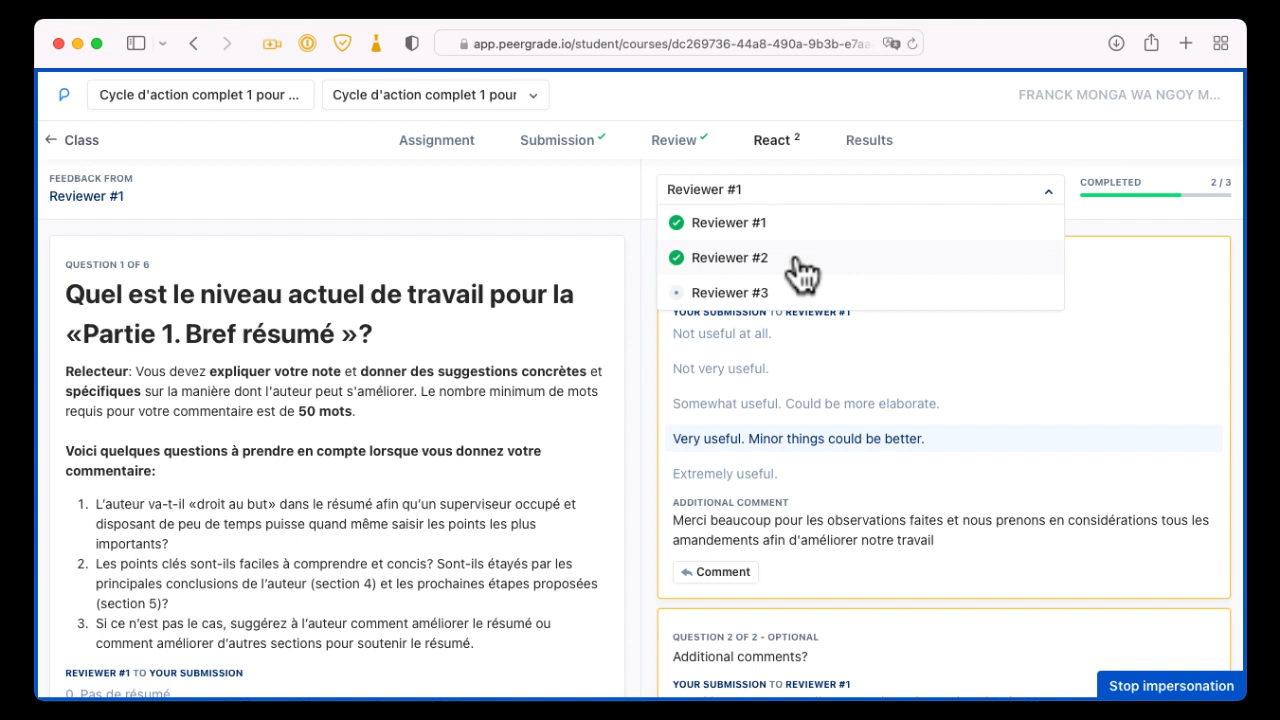 app.peergrade.io/student/courses/dc269736-44a8-490a-9b3b-e7aa
Cycle d'action complet 1 pour ...
Cycle d'action complet 1 pour
FRANCK MONGA WA NGOY M...
Class
Assignment
Submission
Review
React 2
Results
FEEDBACK FROM
Reviewer #1
Reviewer #1
COMPLETED 2 / 3
Reviewer #1
Reviewer #2
Reviewer #3
QUESTION 1 OF 6
Quel est le niveau actuel de travail pour la
«Partie 1. Bref résumé »?
Relecteur: Vous devez expliquer votre note et donner des suggestions concrètes et
spécifiques sur la manière dont l'auteur peut s'améliorer. Le nombre minimum de mots
requis pour votre commentaire est de 50 mots.
Voici quelques questions à prendre en compte lorsque vous donnez votre
commentaire:
1. L'auteur va-t-il «droit au but» dans le résumé afin qu'un superviseur occupé et
disposant de peu de temps puisse quand même saisir les points les plus
importants?
2. Les points clés sont-ils faciles à comprendre et concis? Sont-ils étayés par les
principales conclusions de l'auteur (section 4) et les prochaines étapes proposées
(section 5)?
3. Si ce n'est pas le cas, suggérez à l'auteur comment améliorer le résumé ou
comment améliorer d'autres sections pour soutenir le résumé.
REVIEWER #1 TO YOUR SUBMISSION
0. Pas de résumé
YOUR SUBMISSION TO REVIEWER #1
Not useful at all.
Not very useful.
Somewhat useful. Could be more elaborate.
Very useful. Minor things could be better.
Extremely useful.
ADDITIONAL COMMENT
Merci beaucoup pour les observations faites et nous prenons en considérations tous les
amandements afin d'améliorer notre travail
Comment
QUESTION 2 OF 2 - OPTIONAL
Additional comments?
YOUR SUBMISSION TO REVIEWER #1
Stop impersonation